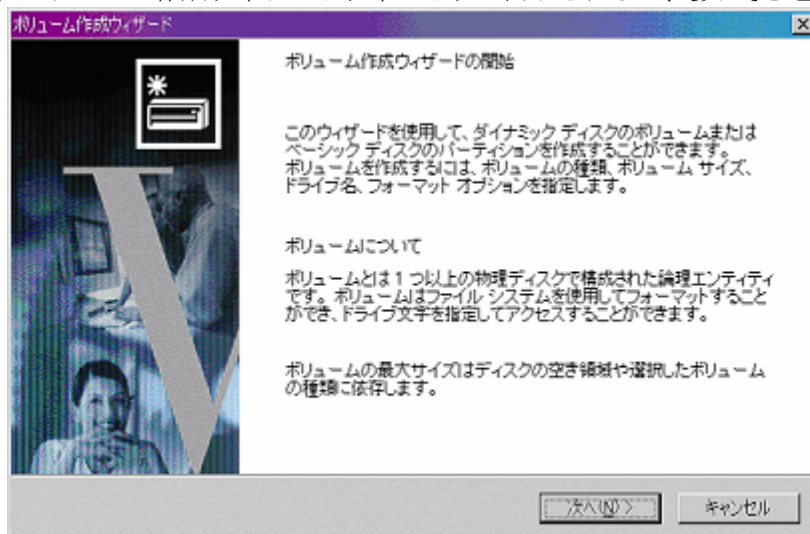 ボリューム作成ウィザード
ボリューム作成ウィザードの開始
このウィザードを使用して、ダイナミック ディスクのボリュームまたは
ベーシック ディスクのパーティションを作成することができます。
ボリュームを作成するには、ボリュームの種類、ボリューム サイズ、
ドライブ名、フォーマット オプションを指定します。
ボリュームについて
ボリュームとは 1 つ以上の物理ディスクで構成された論理エンティティ
です。ボリュームはファイル システムを使用してフォーマットすること
ができ、ドライブ文字を指定してアクセスすることができます。
ボリュームの最大サイズはディスクの空き領域や選択したボリューム
の種類に依存します。
次へ(N) >
キャンセル